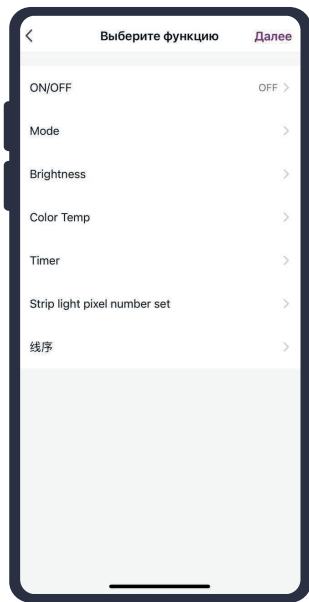 Выберите функцию
Далее
ON/OFF
OFF
Mode
Brightness
Color Temp
Timer
Strip light pixel number set
线序